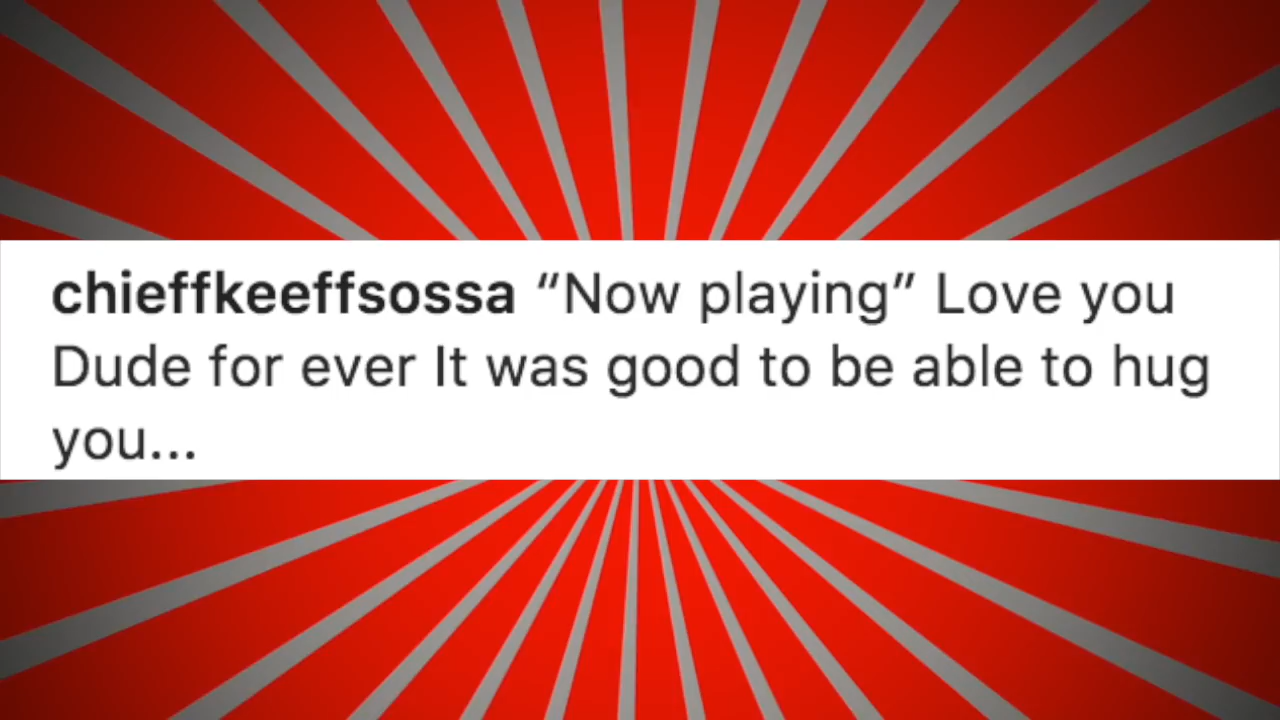 chieffkeeffsossa “Now playing” Love you
Dude for ever It was good to be able to hug
you...